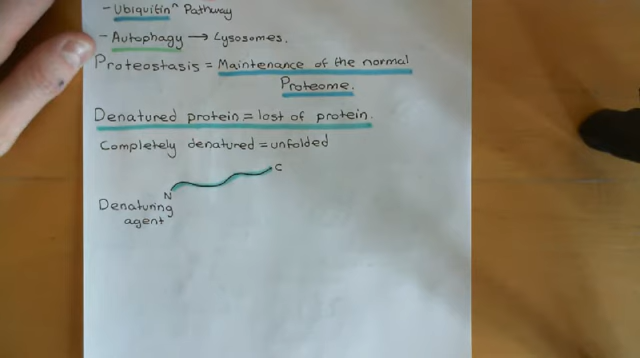 - Ubiquitin^n Pathway
- Autophagy → Lysosomes.
Proteostasis = Maintenance of the normal
Proteome.
Denatured protein = lost of protein.
Completely denatured = unfolded
C
N
Denaturing
agent